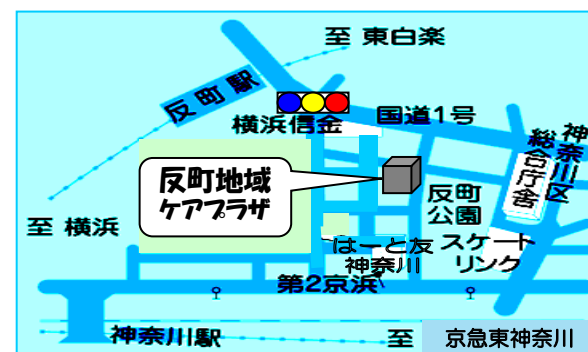 至 東白楽
反町駅
横浜信金
国道1号
神奈川区
総合庁舎
反町地域
ケアプラザ
反町
公園
至 横浜
はーと友
神奈川
スケート
リンク
第2京浜
神奈川駅
至 京急東神奈川